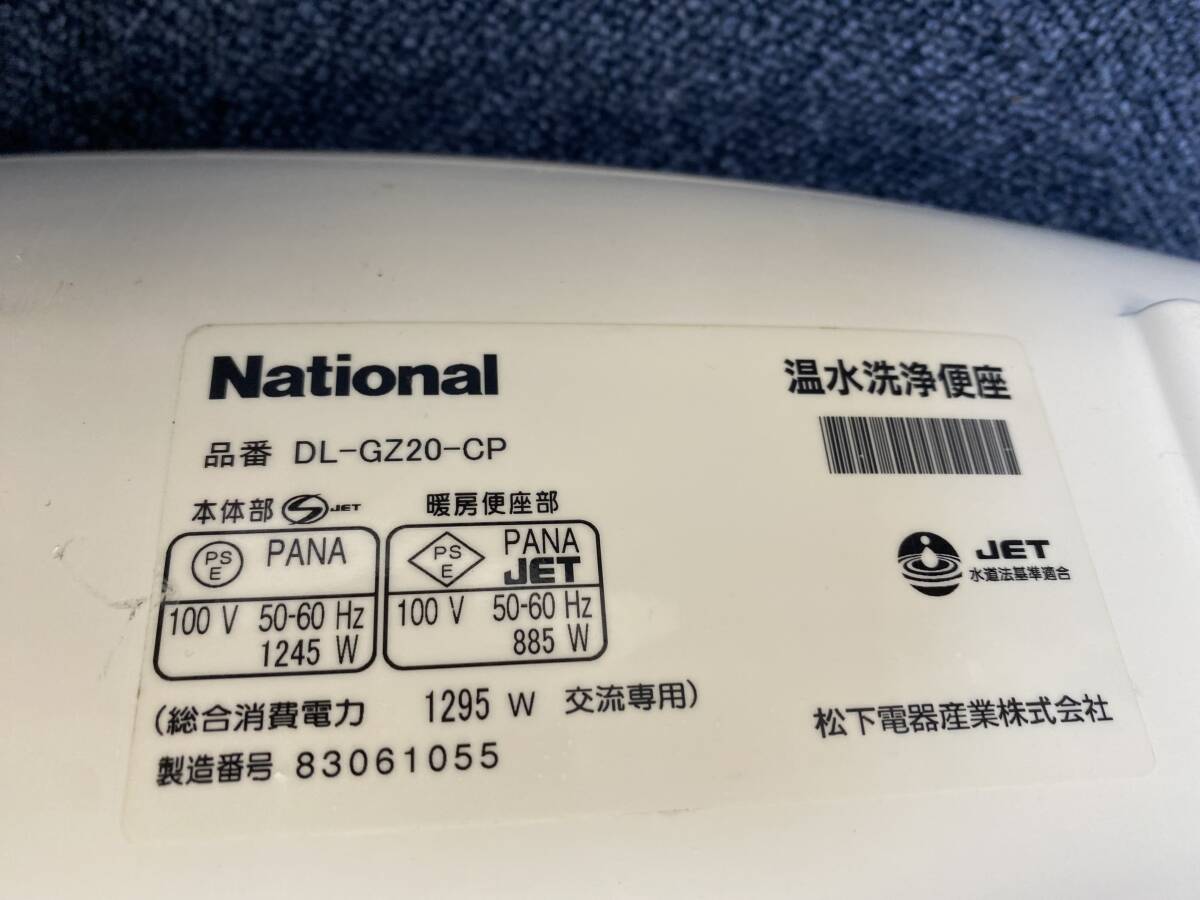 National
温水洗浄便座
品番 DL-GZ20-CP
本体部 S JET
暖房便座部
PS E PANA
100 V 50-60 Hz
1245 W
PS E PANA
JET
100 V 50-60 Hz
885 W
JET
水道法基準適合
(総合消費電力 1295 W 交流専用)
製造番号 83061055
松下電器産業株式会社